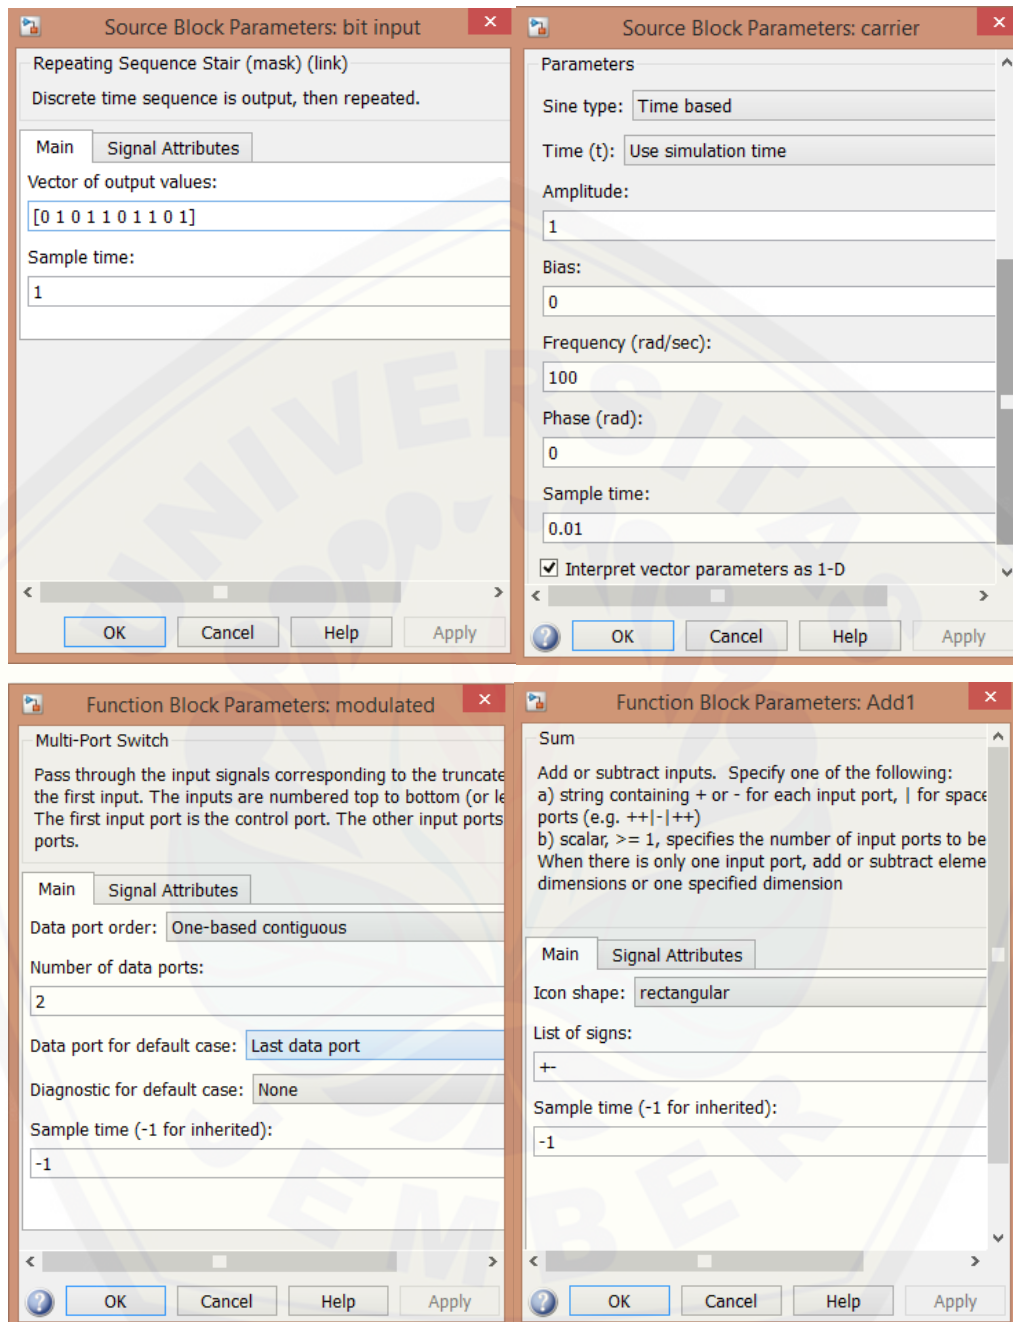 Source Block Parameters: bit input
Repeating Sequence Stair (mask) (link)
Discrete time sequence is output, then repeated.
Main
Signal Attributes
Vector of output values:
[0 1 0 1 1 0 1 1 0 1]
Sample time:
1
OK
Cancel
Help
Apply
Source Block Parameters: carrier
Parameters
Sine type: Time based
Time (t): Use simulation time
Amplitude:
1
Bias:
0
Frequency (rad/sec):
100
Phase (rad):
0
Sample time:
0.01
Interpret vector parameters as 1-D
OK
Cancel
Help
Apply
Function Block Parameters: modulated
Multi-Port Switch
Pass through the input signals corresponding to the truncate
the first input. The inputs are numbered top to bottom (or le
The first input port is the control port. The other input ports
ports.
Main
Signal Attributes
Data port order: One-based contiguous
Number of data ports:
2
Data port for default case: Last data port
Diagnostic for default case: None
Sample time (-1 for inherited):
-1
OK
Cancel
Help
Apply
Function Block Parameters: Add1
Sum
Add or subtract inputs. Specify one of the following:
a) string containing + or - for each input port, | for space
ports (e.g. ++|-|++)
b) scalar, >= 1, specifies the number of input ports to be
When there is only one input port, add or subtract eleme
dimensions or one specified dimension
Main
Signal Attributes
Icon shape: rectangular
List of signs:
+-
Sample time (-1 for inherited):
-1
OK
Cancel
Help
Apply
UNIVERSITAS
JEMBER